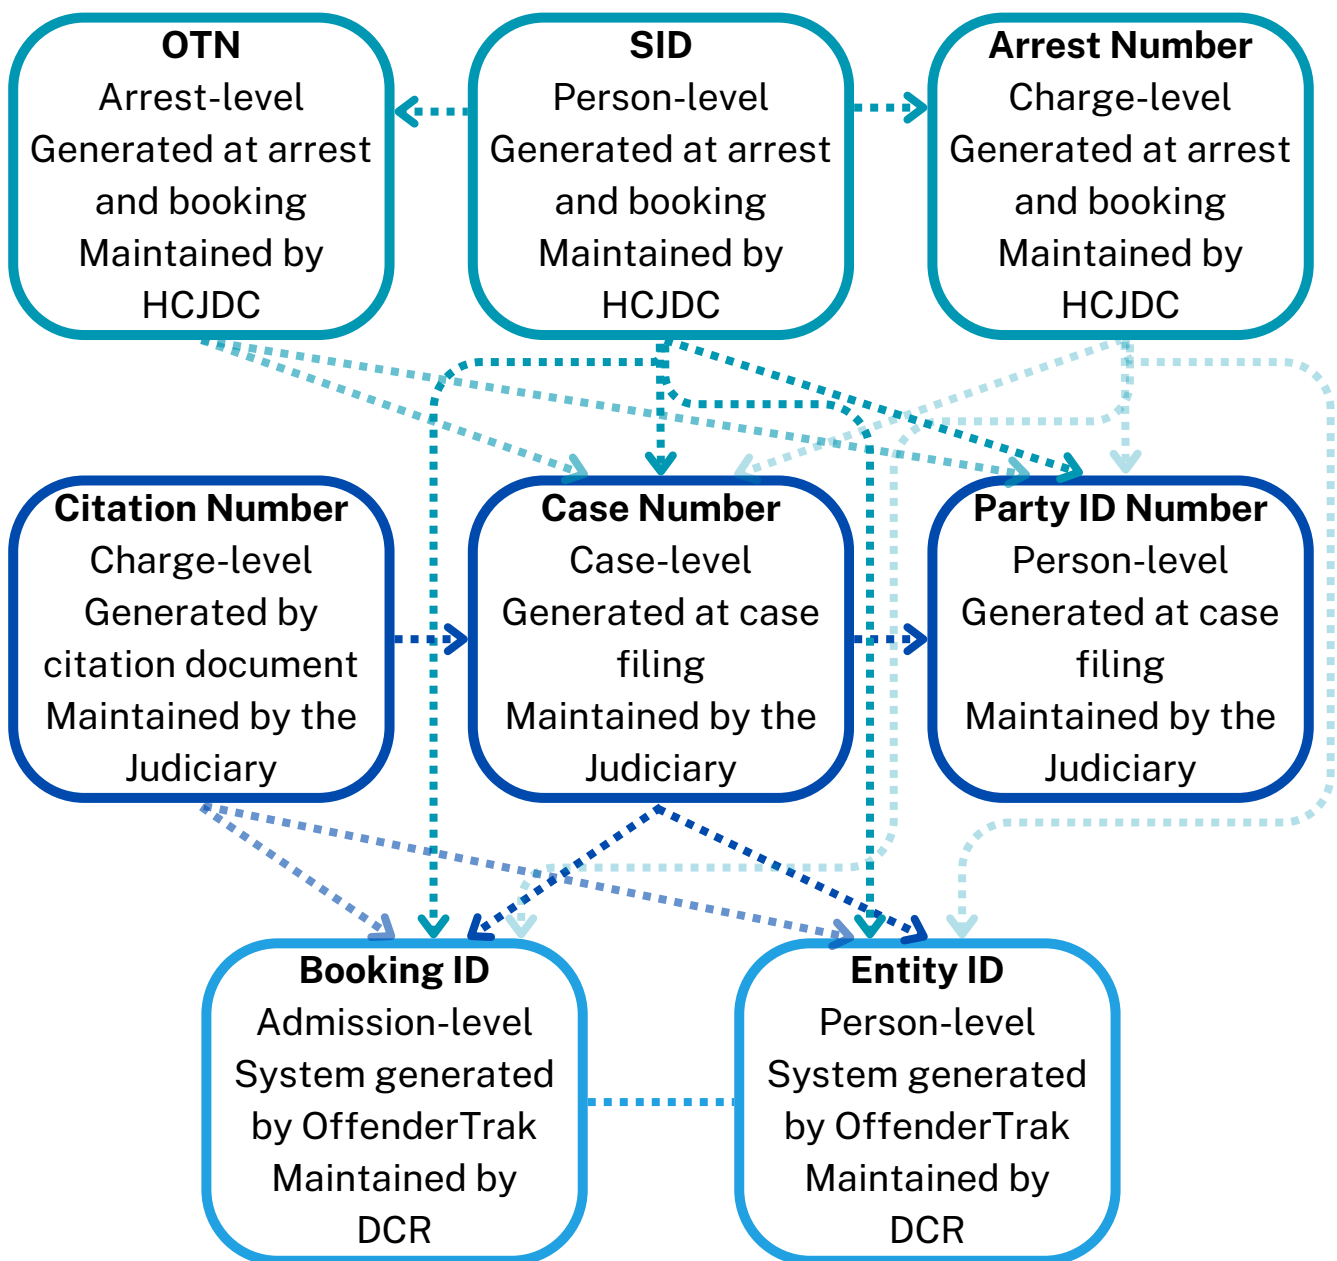 OTN
Arrest-level
Generated at arrest
and booking
Maintained by
HCJDC
SID
Person-level
Generated at arrest
and booking
Maintained by
HCJDC
Arrest Number
Charge-level
Generated at arrest
and booking
Maintained by
HCJDC
Citation Number
Charge-level
Generated by
citation document
Maintained by the
Judiciary
Case Number
Case-level
Generated at case
filing
Maintained by the
Judiciary
Party ID Number
Person-level
Generated at case
filing
Maintained by the
Judiciary
Booking ID
Admission-level
System generated
by OffenderTrak
Maintained by
DCR
Entity ID
Person-level
System generated
by OffenderTrak
Maintained by
DCR